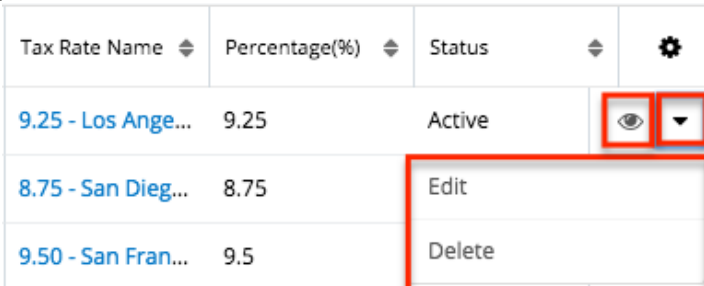 Tax Rate Name Percentage(%) Status
9.25 - Los Ange... 9.25 Active
8.75 - San Dieg... 8.75 Edit
9.50 - San Fran... 9.5 Delete